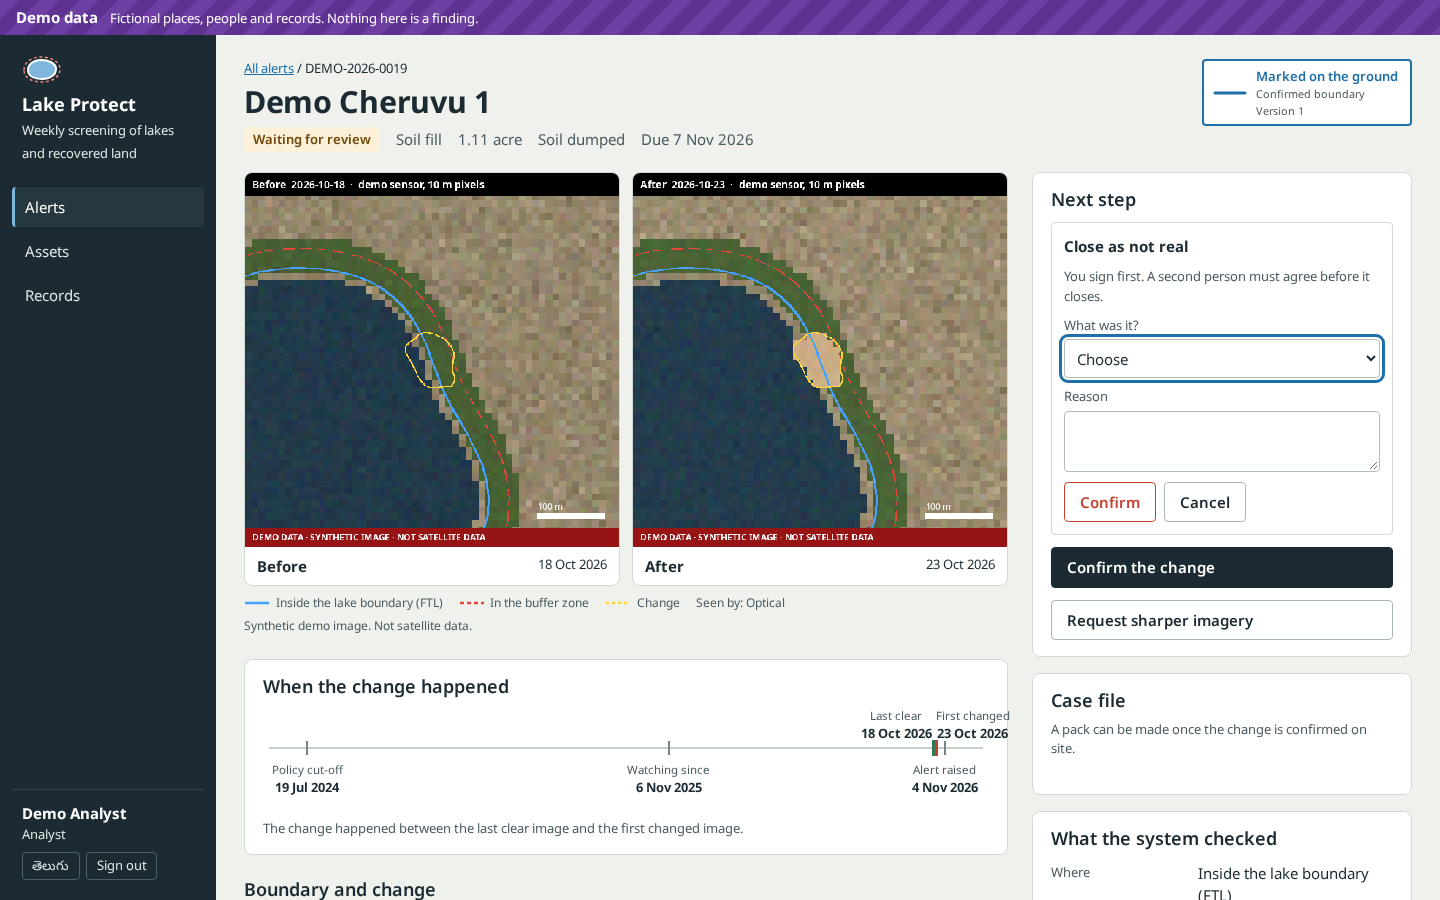 Demo data Fictional places, people and records. Nothing here is a finding.
Lake Protect
Weekly screening of lakes
and recovered land
Alerts
Assets
Records
Demo Analyst
Analyst
తెలుగు
Sign out
All alerts / DEMO-2026-0019
Demo Cheruvu 1
Waiting for review Soil fill 1.11 acre Soil dumped Due 7 Nov 2026
Marked on the ground
Confirmed boundary
Version 1
Before 2026-10-18 · demo sensor, 10 m pixels
100 m
DEMO DATA · SYNTHETIC IMAGE · NOT SATELLITE DATA
Before 18 Oct 2026
After 2026-10-23 · demo sensor, 10 m pixels
100 m
DEMO DATA · SYNTHETIC IMAGE · NOT SATELLITE DATA
After 23 Oct 2026
Inside the lake boundary (FTL) In the buffer zone Change Seen by: Optical
Synthetic demo image. Not satellite data.
When the change happened
Last clear First changed
18 Oct 2026 23 Oct 2026
Policy cut-off Watching since Alert raised
19 Jul 2024 6 Nov 2025 4 Nov 2026
The change happened between the last clear image and the first changed image.
Boundary and change
Next step
Close as not real
You sign first. A second person must agree before it
closes.
What was it?
Choose
Reason
Confirm Cancel
Confirm the change
Request sharper imagery
Case file
A pack can be made once the change is confirmed on
site.
What the system checked
Where Inside the lake boundary
(FTL)